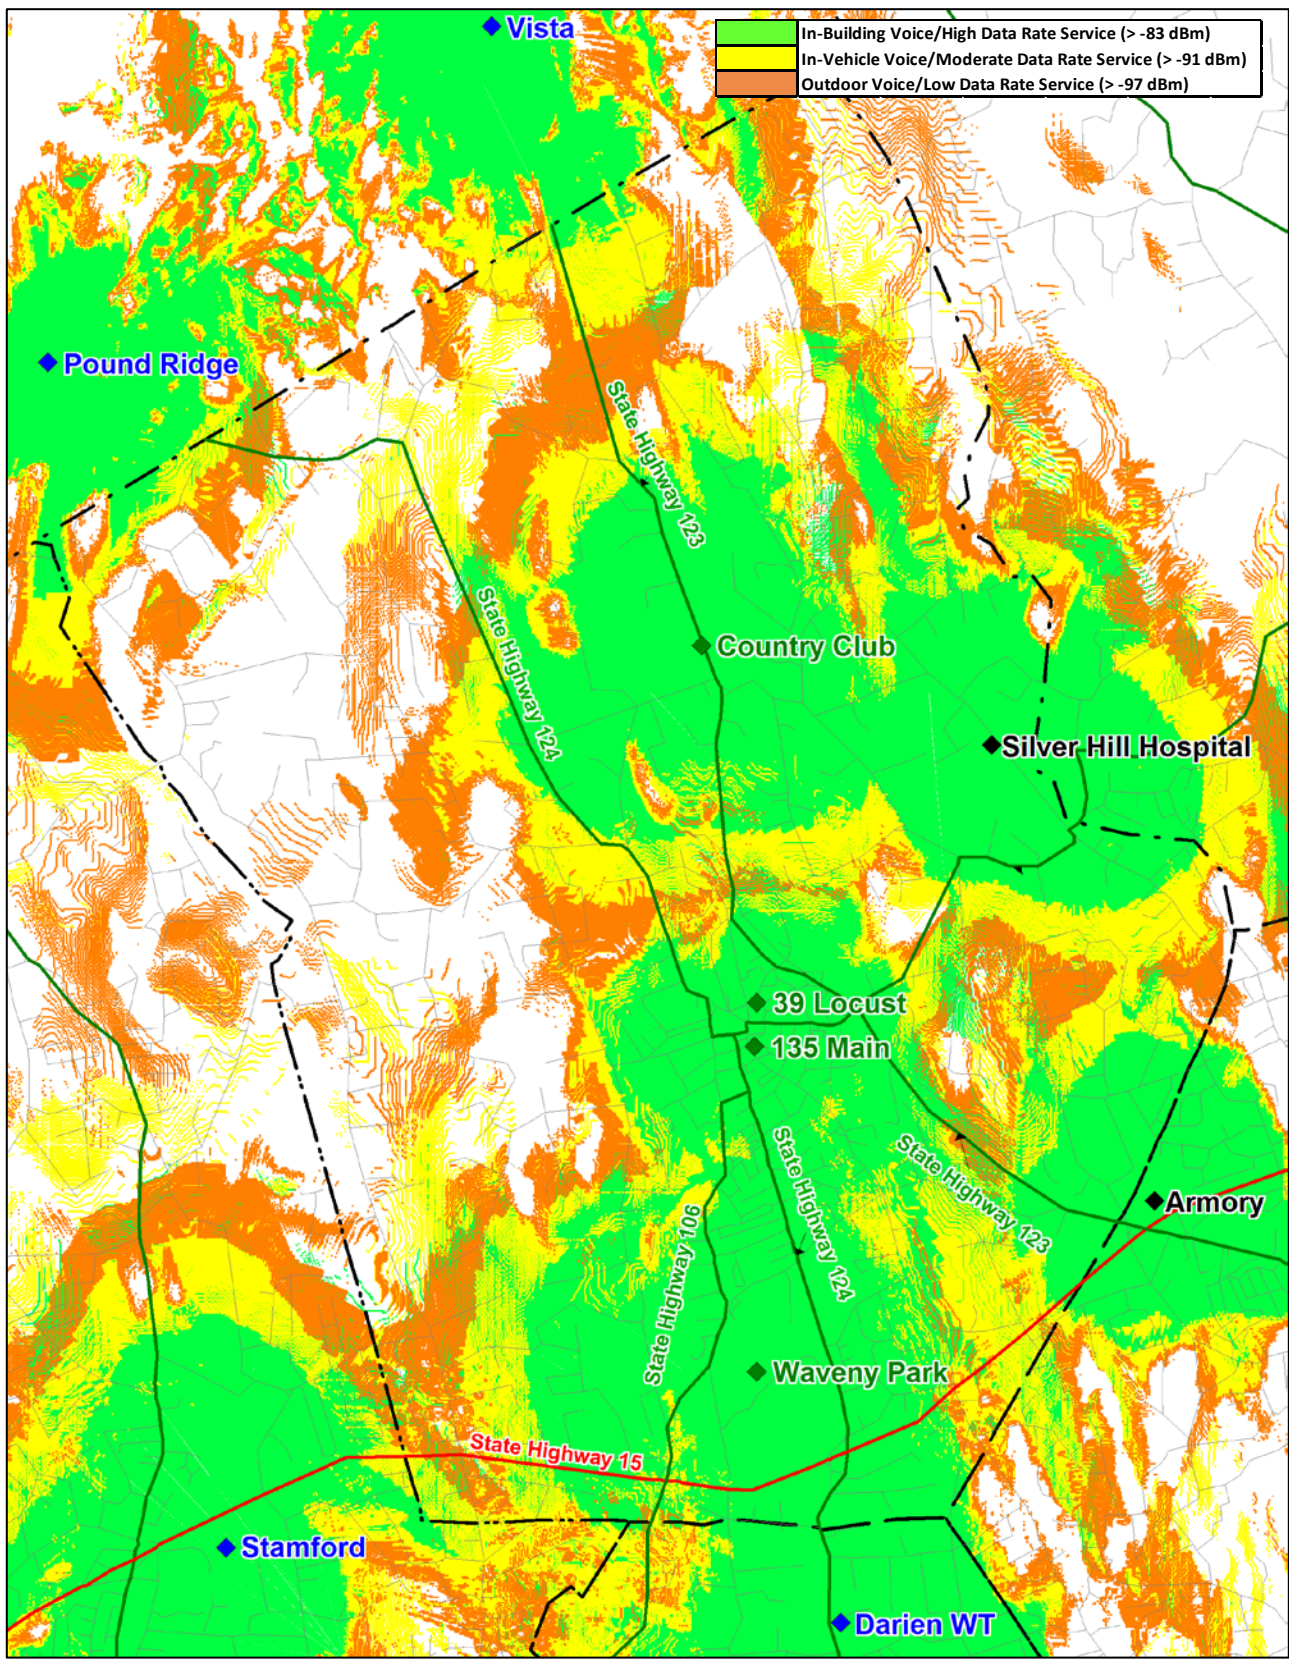 Vista
In-Building Voice/High Data Rate Service (> -83 dBm)
In-Vehicle Voice/Moderate Data Rate Service (> -91 dBm)
Outdoor Voice/Low Data Rate Service (> -97 dBm)
Pound Ridge
State Highway 123
State Highway 124
Country Club
Silver Hill Hospital
39 Locust
135 Main
State Highway 124
State Highway 123
Armory
State Highway 106
Waveny Park
State Highway 15
Stamford
Darien WT